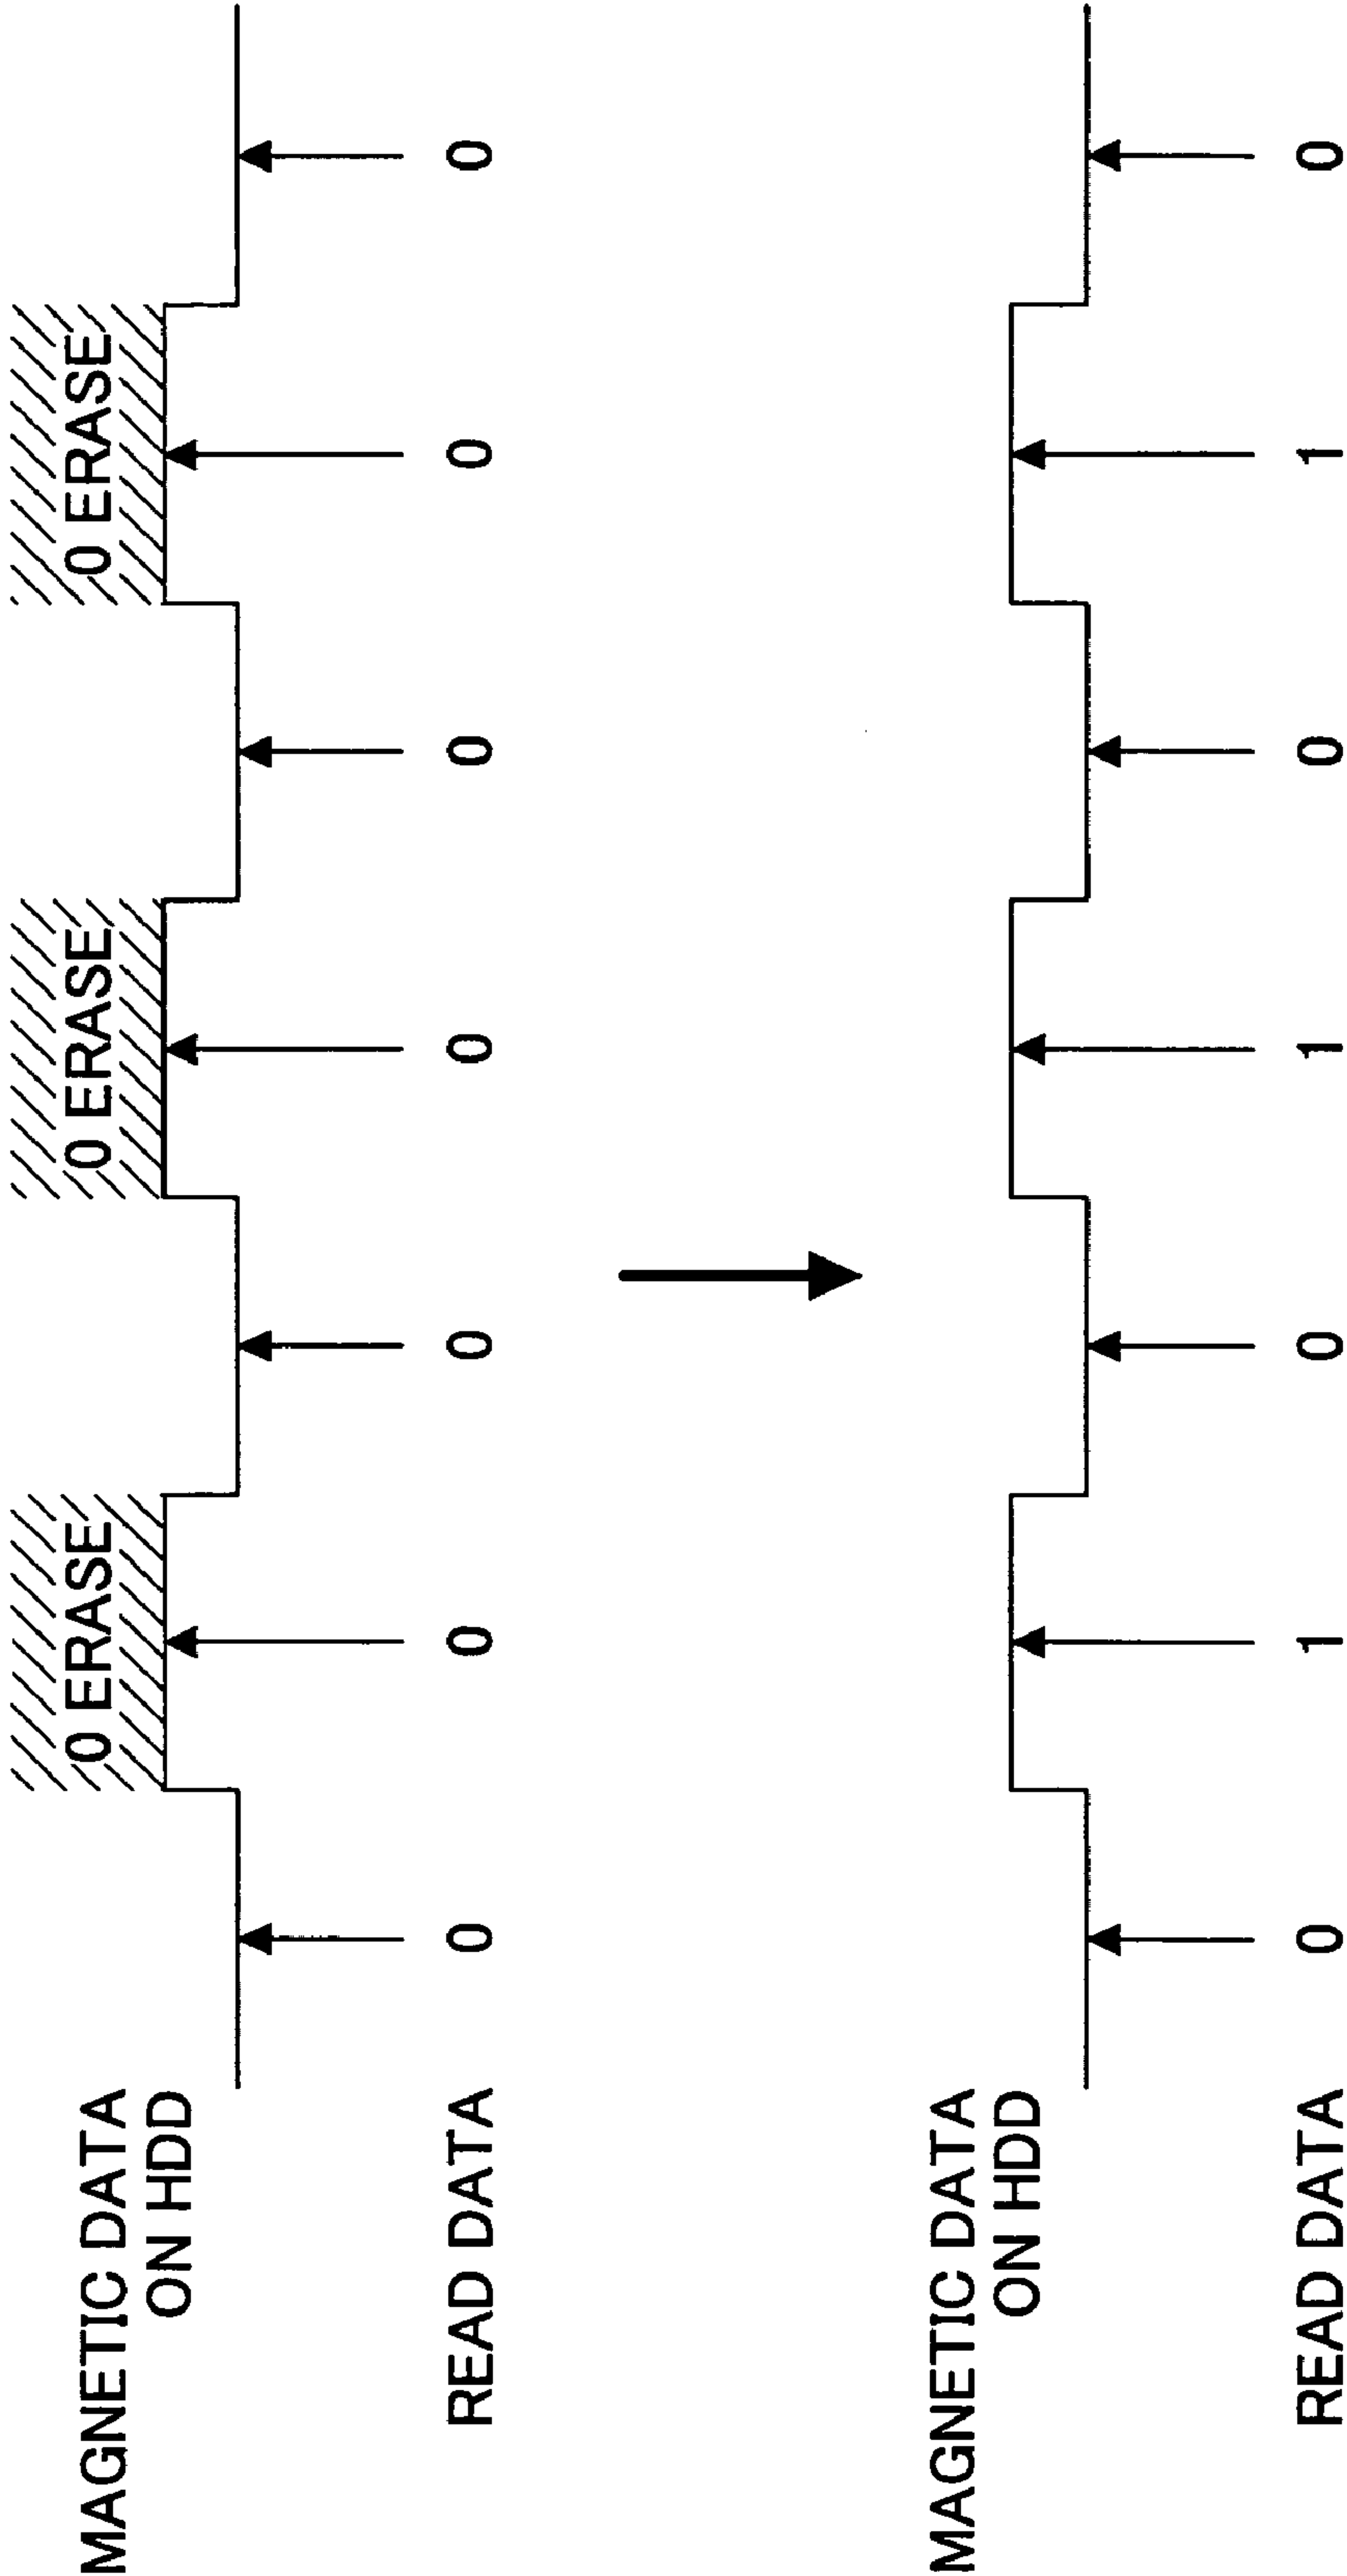 0 ERASE 0 ERASE 0 ERASE
MAGNETIC DATA
ON HDD
READ DATA 0 0 0 0 0 0 0
MAGNETIC DATA
ON HDD
READ DATA 0 1 0 1 0 1 0